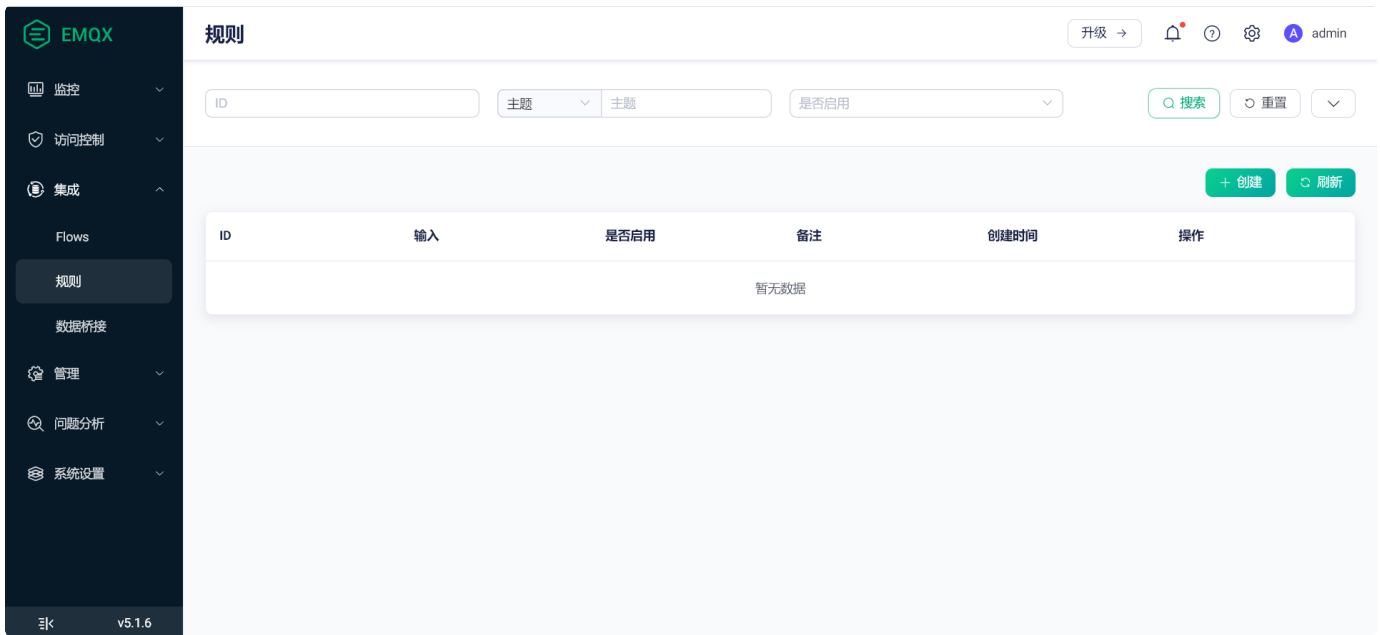 EMQX
规则
升级
A admin
监控
ID
主题
主题
是否启用
搜索
重置
访问控制
集成
创建
刷新
Flows
ID 输入 是否启用 备注 创建时间 操作
规则
暂无数据
数据桥接
管理
问题分析
系统设置
v5.1.6